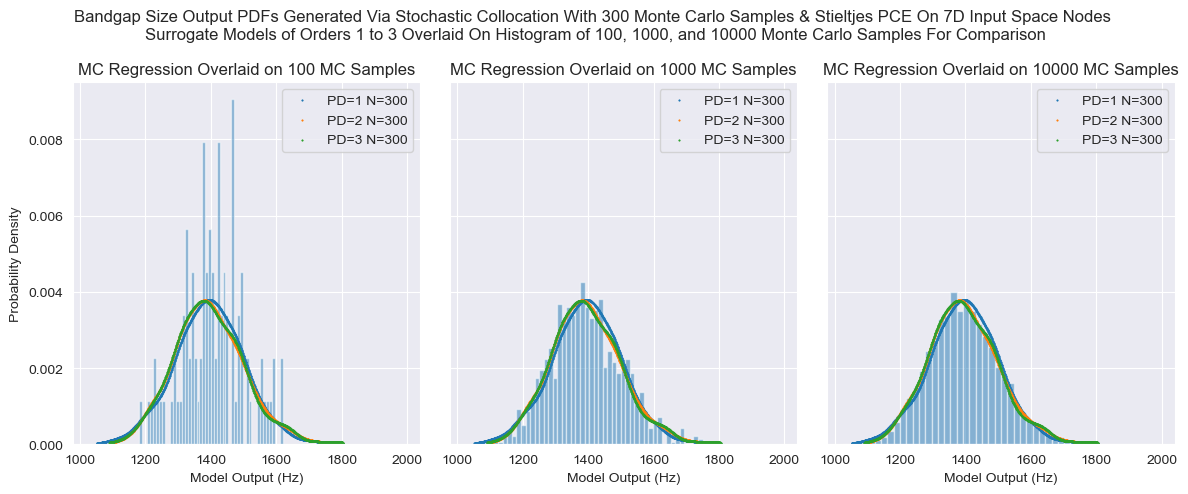 Bandgap Size Output PDFs Generated Via Stochastic Collocation With 300 Monte Carlo Samples & Stieltjes PCE On 7D Input Space Nodes
Surrogate Models of Orders 1 to 3 Overlaid On Histogram of 100, 1000, and 10000 Monte Carlo Samples For Comparison
MC Regression Overlaid on 100 MC Samples
PD=1 N=300
PD=2 N=300
PD=3 N=300
0.008
0.006
0.004
0.002
0.000
Probability Density
1000 1200 1400 1600 1800 2000
Model Output (Hz)
MC Regression Overlaid on 1000 MC Samples
PD=1 N=300
PD=2 N=300
PD=3 N=300
1000 1200 1400 1600 1800 2000
Model Output (Hz)
MC Regression Overlaid on 10000 MC Samples
PD=1 N=300
PD=2 N=300
PD=3 N=300
1000 1200 1400 1600 1800 2000
Model Output (Hz)